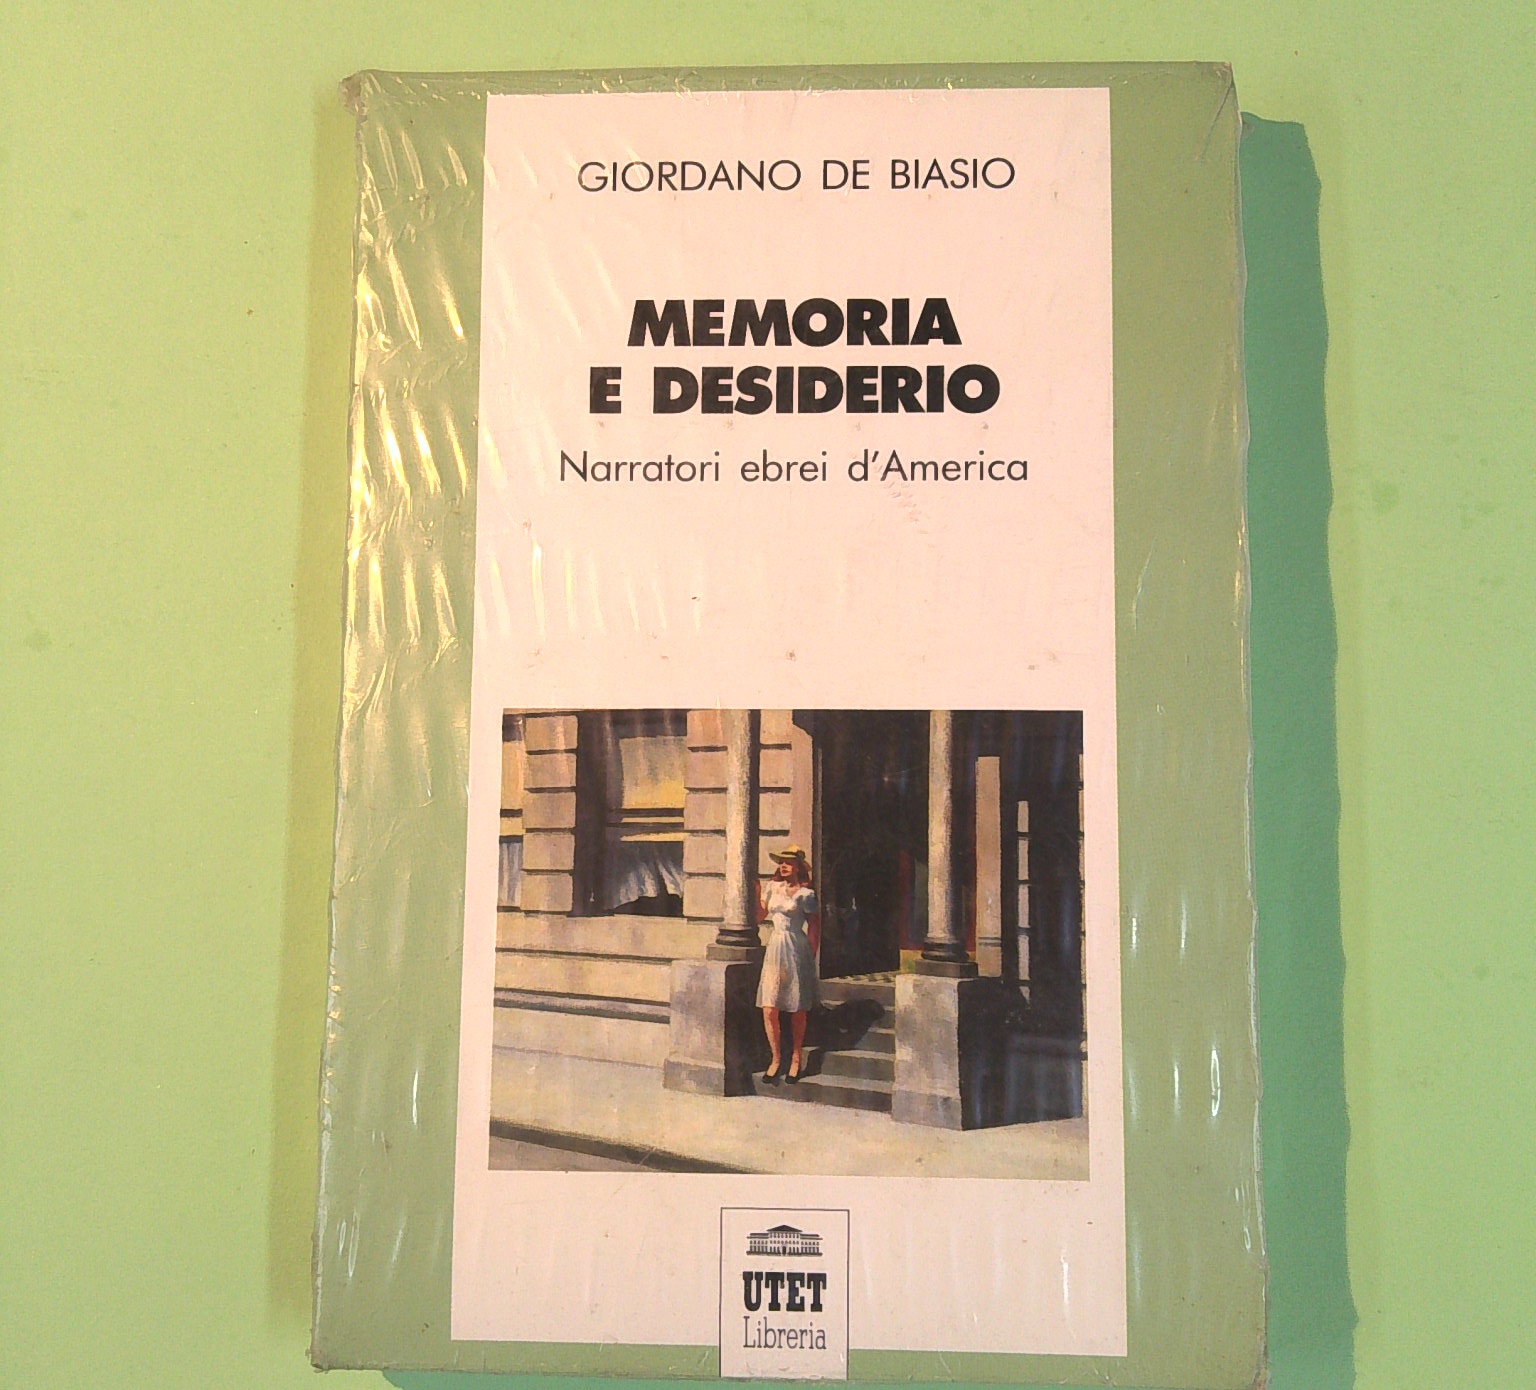 GIORDANO DE BIASIO
MEMORIA
E DESIDERIO
Narratori ebrei d'America
UTET
Libreria